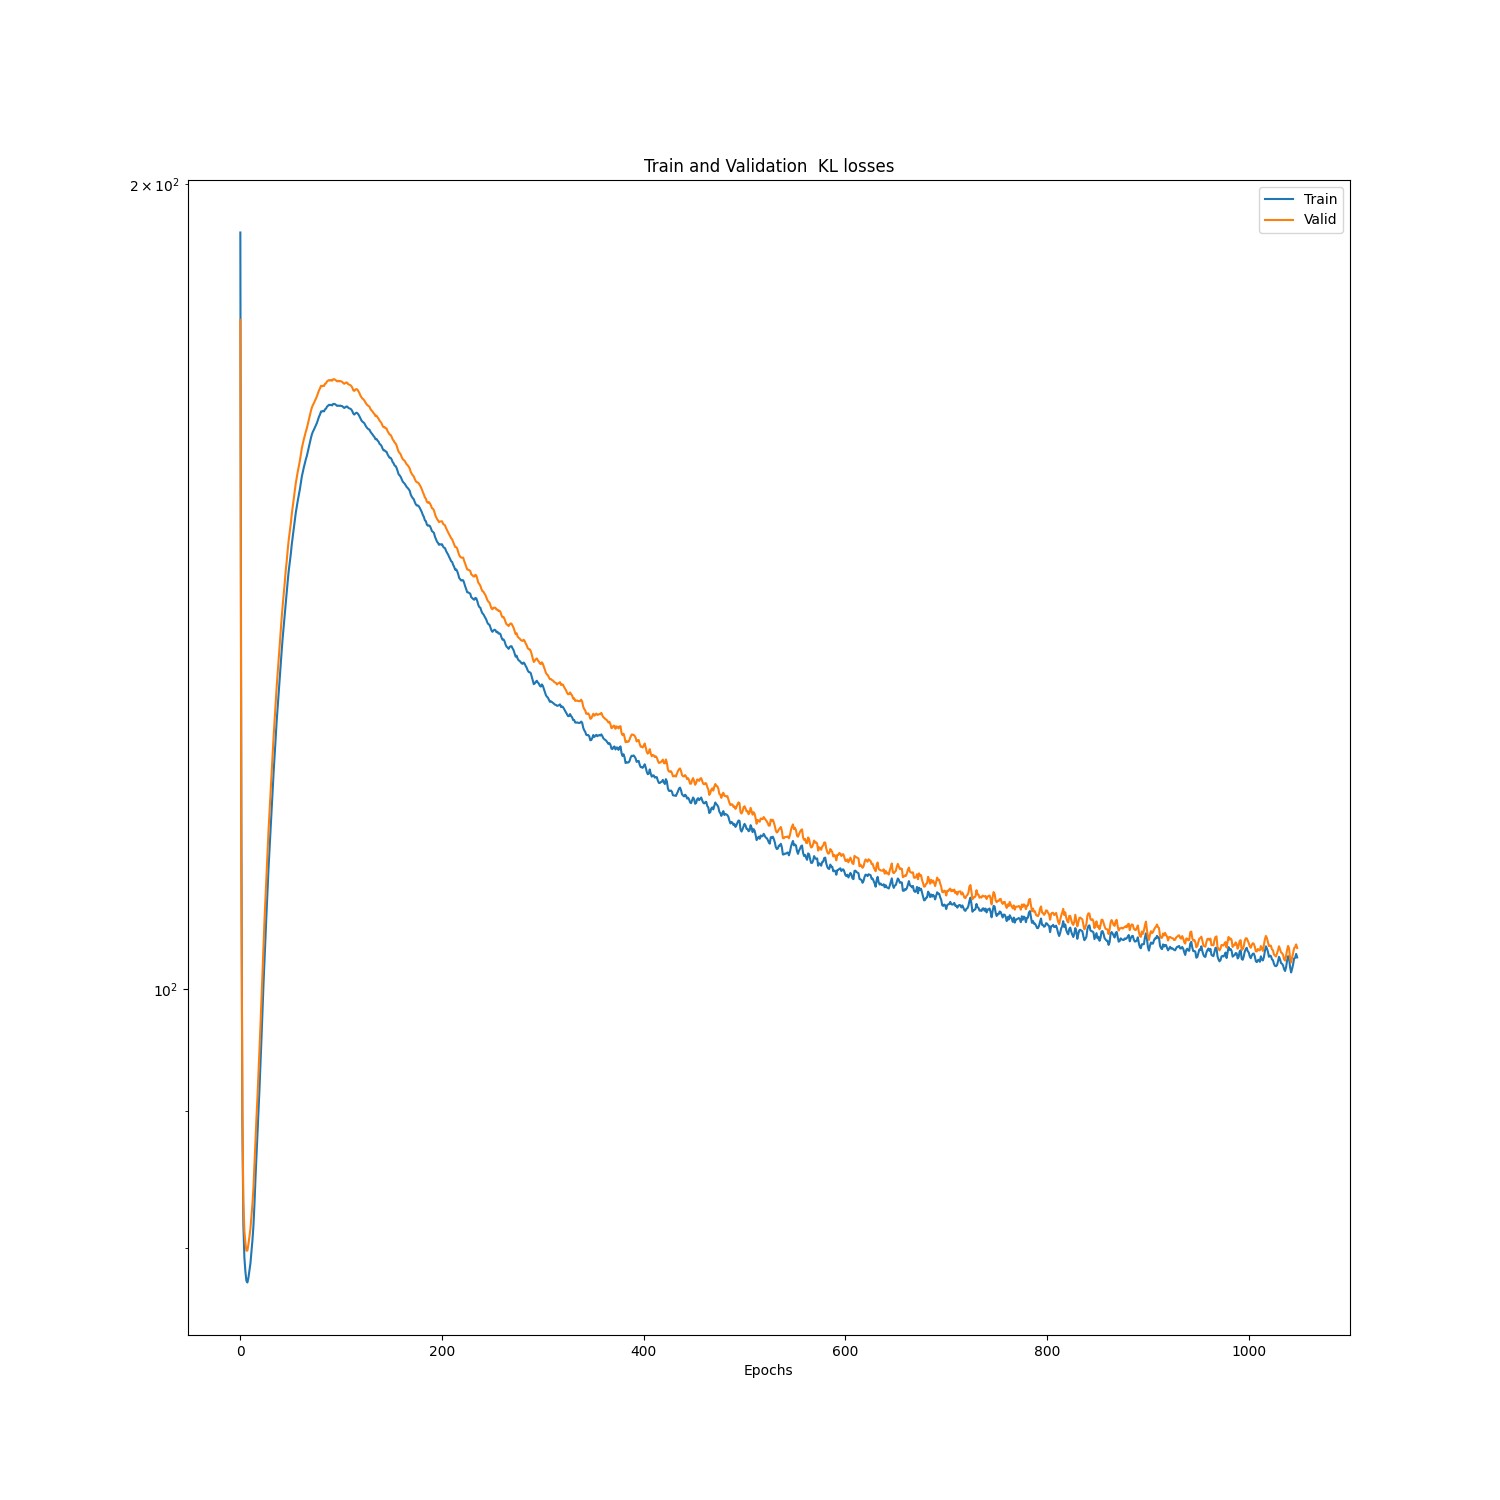 Train and Validation  KL losses
2 × 10²
Train
Valid
10²
0 200 400 600 800 1000
Epochs